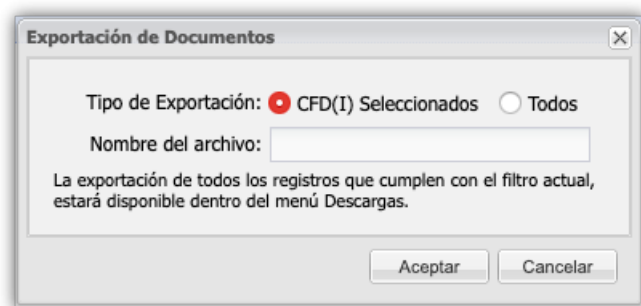 Exportación de Documentos
Tipo de Exportación: CFD(I) Seleccionados Todos
Nombre del archivo:
La exportación de todos los registros que cumplen con el filtro actual,
estará disponible dentro del menú Descargas.
Aceptar Cancelar